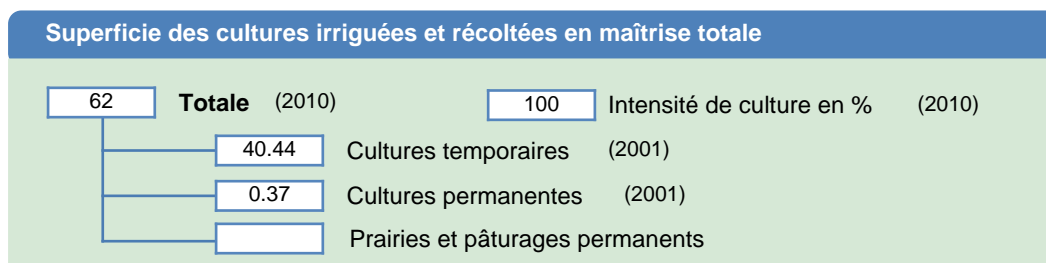 Superficie des cultures irriguées et récoltées en maîtrise totale
62 Totale (2010) 100 Intensité de culture en % (2010)
40.44 Cultures temporaires (2001)
0.37 Cultures permanentes (2001)
Prairies et pâturages permanents